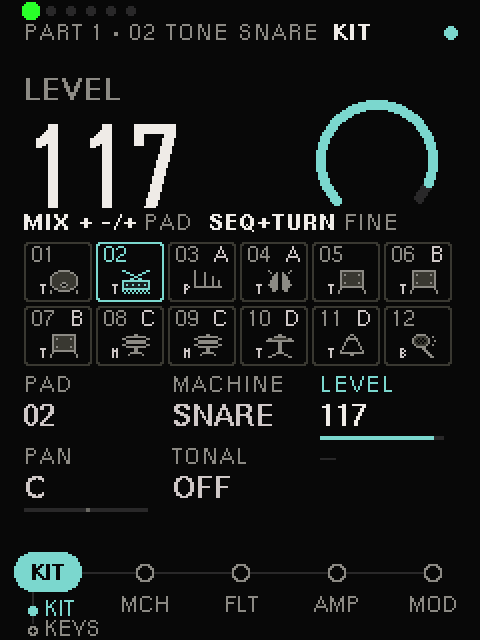 PART 1 · 02 TONE SNARE KIT
LEVEL
117
MIX + -/+ PAD SEQ+TURN FINE
01 02 03 A 04 A 05 06 B
T T P T T T
07 B 08 C 09 C 10 D 11 D 12
T M M T T B
PAD MACHINE LEVEL
02 SNARE 117
PAN TONAL —
C OFF
KIT
MCH FLT AMP MOD
KIT
KEYS